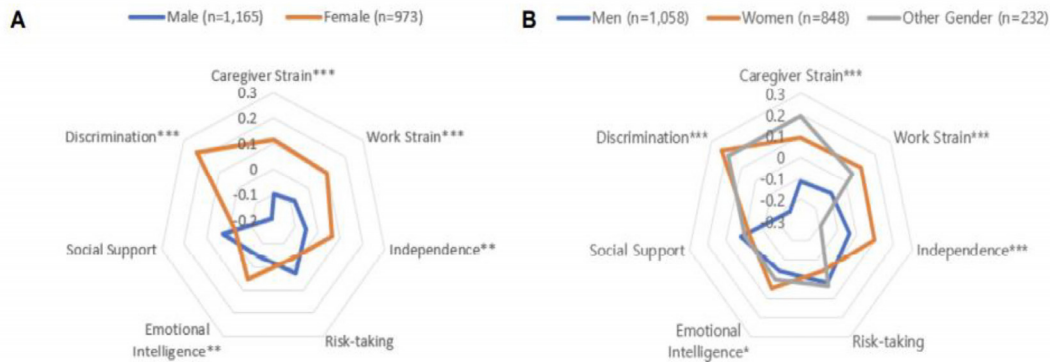 A
Male (n=1,165) Female (n=973)
Caregiver Strain***
0.3
0.2
0.1
0
-0.1
-0.2
Work Strain***
Independence**
Risk-taking
Emotional
Intelligence**
Social Support
Discrimination***
B
Men (n=1,058) Women (n=848) Other Gender (n=232)
Caregiver Strain***
0.3
0.2
0.1
0
-0.1
-0.2
-0.3
Work Strain***
Independence***
Risk-taking
Emotional
Intelligence*
Social Support
Discrimination***